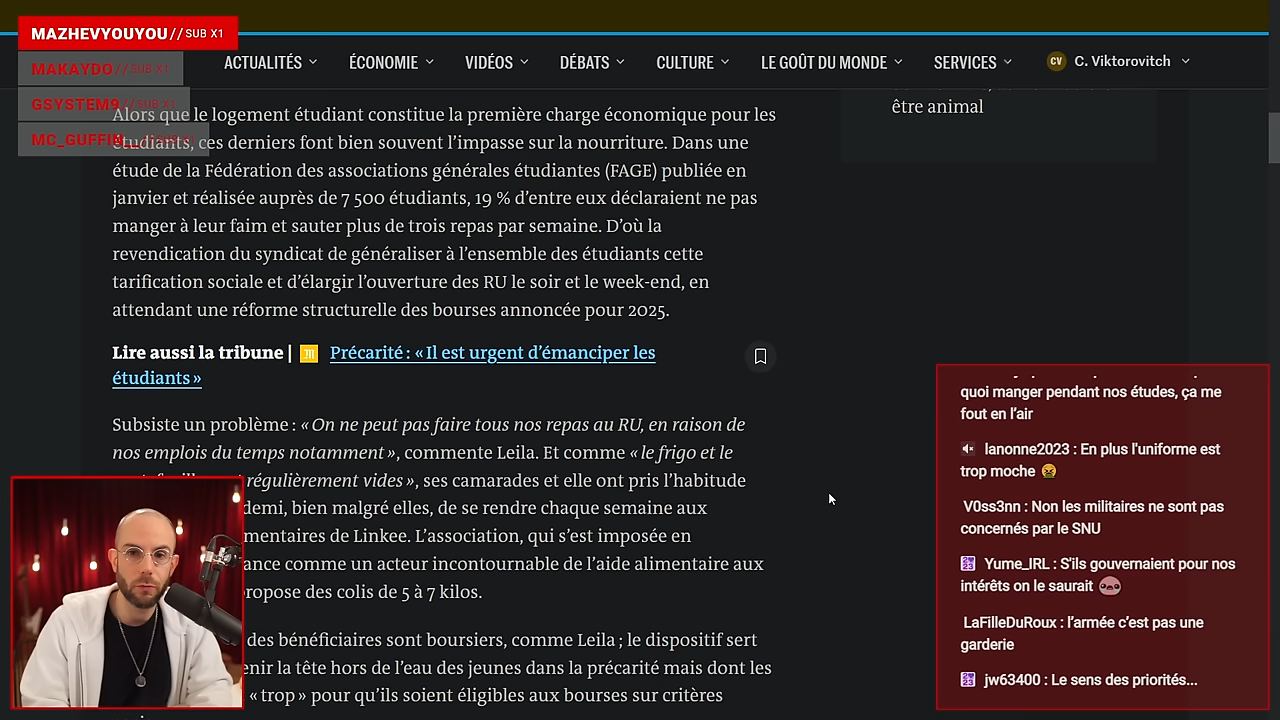 MAZHEVYOUYOU// SUB X1
MAKAYDO// SUB X1
GSYSTEM9// SUB X1
MC_GUFFIN_// SUB X1
ACTUALITÉS ÉCONOMIE VIDÉOS DÉBATS CULTURE LE GOÛT DU MONDE SERVICES CV C. Viktorovitch
être animal
Alors que le logement étudiant constitue la première charge économique pour les
étudiants, ces derniers font bien souvent l’impasse sur la nourriture. Dans une
étude de la Fédération des associations générales étudiantes (FAGE) publiée en
janvier et réalisée auprès de 7 500 étudiants, 19 % d’entre eux déclaraient ne pas
manger à leur faim et sauter plus de trois repas par semaine. D’où la
revendication du syndicat de généraliser à l’ensemble des étudiants cette
tarification sociale et d’élargir l’ouverture des RU le soir et le week-end, en
attendant une réforme structurelle des bourses annoncée pour 2025.
Lire aussi la tribune | Précarité : « Il est urgent d’émanciper les
étudiants »
Subsiste un problème : « On ne peut pas faire tous nos repas au RU, en raison de
nos emplois du temps notamment », commente Leila. Et comme « le frigo et le
régulièrement vides », ses camarades et elle ont pris l’habitude
demi, bien malgré elles, de se rendre chaque semaine aux
mentaires de Linkee. L’association, qui s’est imposée en
ance comme un acteur incontournable de l’aide alimentaire aux
ropose des colis de 5 à 7 kilos.
des bénéficiaires sont boursiers, comme Leila ; le dispositif sert
enir la tête hors de l’eau des jeunes dans la précarité mais dont les
« trop » pour qu’ils soient éligibles aux bourses sur critères
quoi manger pendant nos études, ça me
fout en l’air
lanonne2023 : En plus l'uniforme est
trop moche
V0ss3nn : Non les militaires ne sont pas
concernés par le SNU
Yume_IRL : S'ils gouvernaient pour nos
intérêts on le saurait
LaFilleDuRoux : l’armée c’est pas une
garderie
jw63400 : Le sens des priorités...